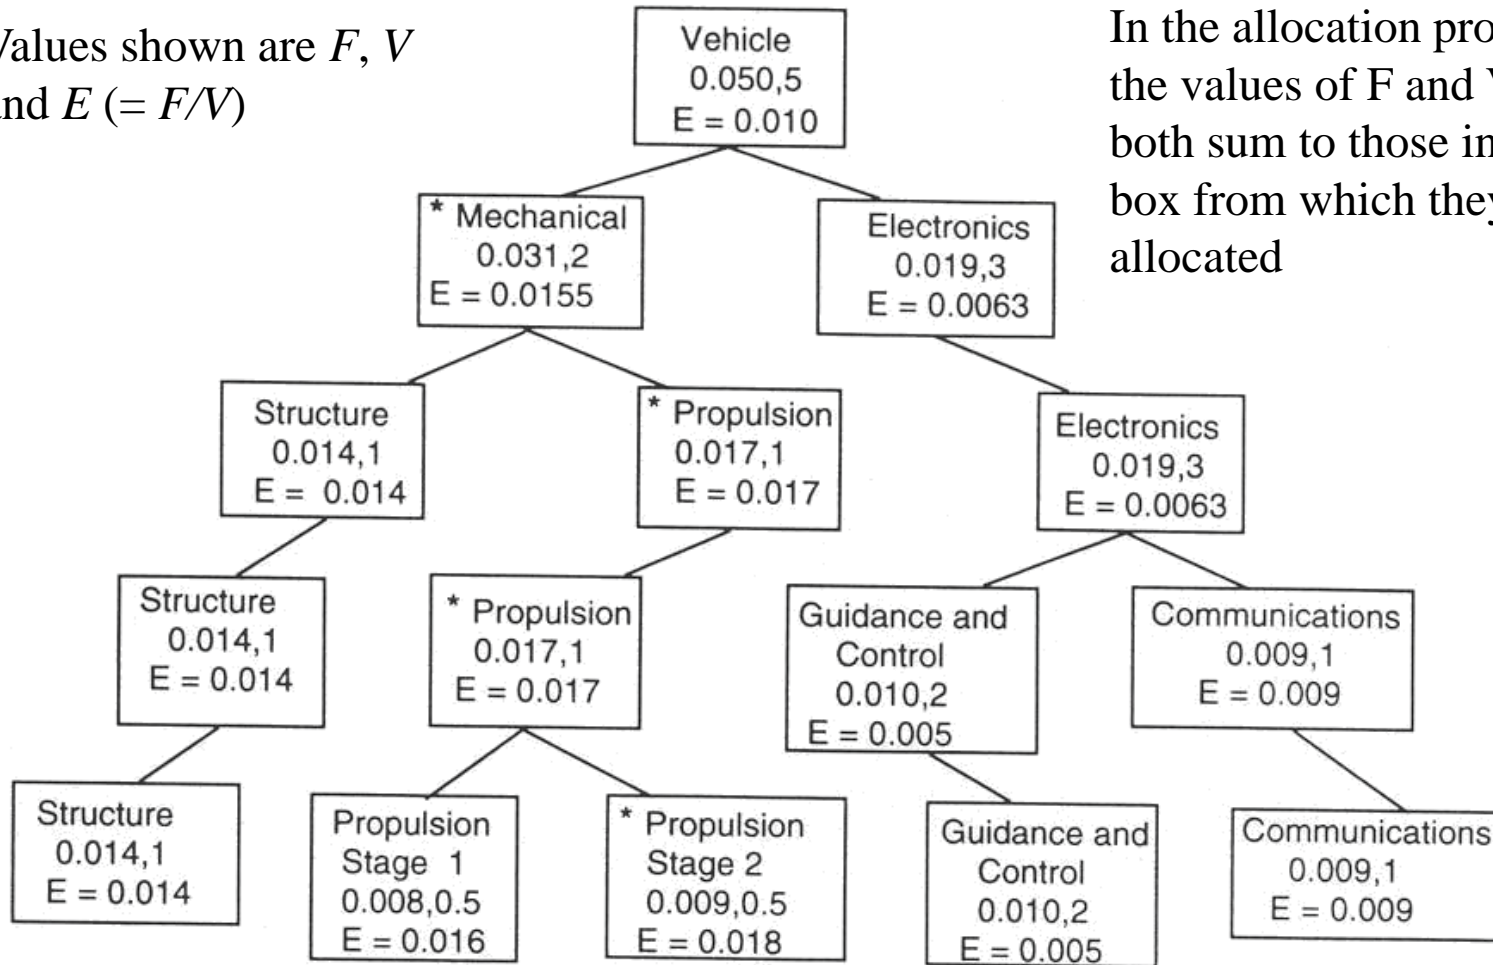 Values shown are F, V
and E (= F/V)
In the allocation
the values of F and
both sum to those in
box from which they
allocated
Vehicle
0.050,5
E = 0.010
* Mechanical
0.031,2
E = 0.0155
Electronics
0.019,3
E = 0.0063
Structure
0.014,1
E = 0.014
* Propulsion
0.017,1
E = 0.017
Electronics
0.019,3
E = 0.0063
Structure
0.014,1
E = 0.014
* Propulsion
0.017,1
E = 0.017
Guidance and
Control
0.010,2
E = 0.005
Communications
0.009,1
E = 0.009
Structure
0.014,1
E = 0.014
Propulsion
Stage 1
0.008,0.5
E = 0.016
* Propulsion
Stage 2
0.009,0.5
E = 0.018
Guidance and
Control
0.010,2
E = 0.005
Communications
0.009,1
E = 0.009